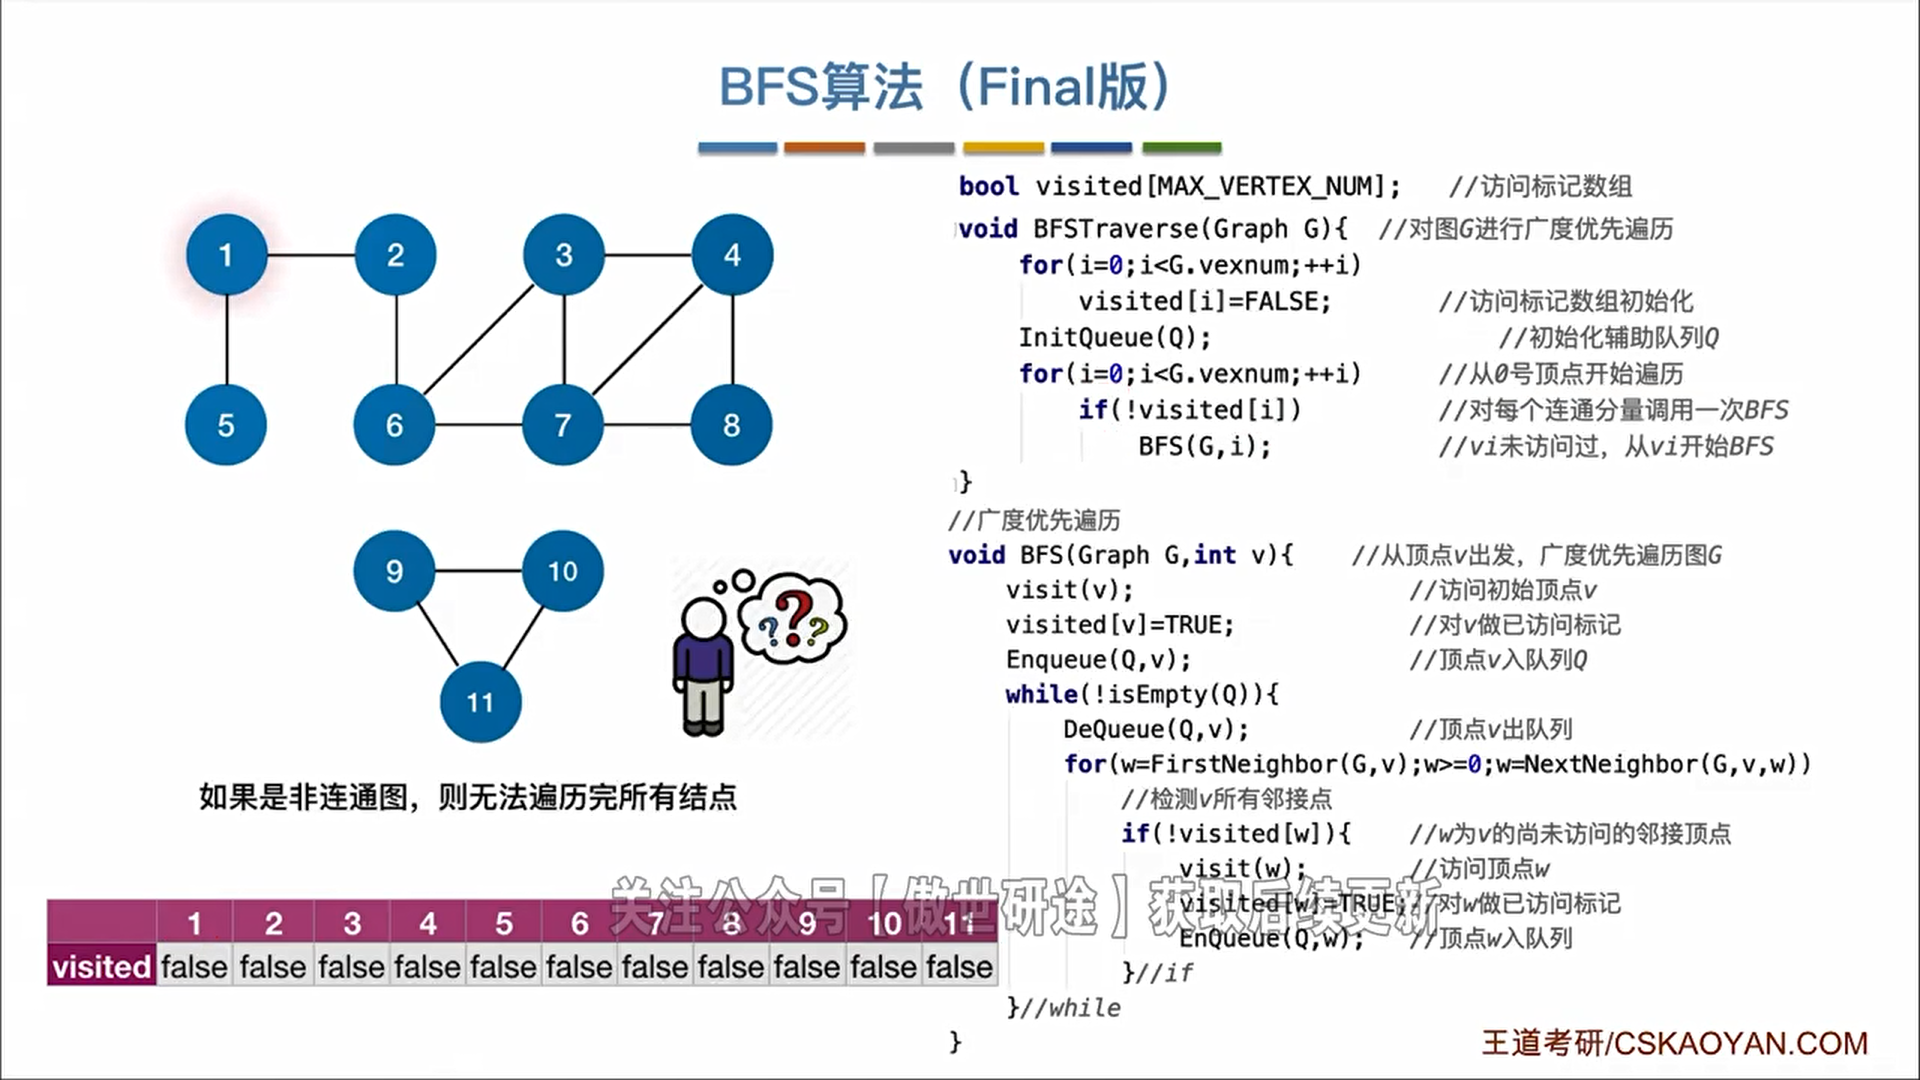 BFS算法（Final版）
1
2
3
4
5
6
7
8
9
10
11
如果是非连通图，则无法遍历完所有结点
1 2 3 4 5 6 7 8 9 10 11
visited false false false false false false false false false false false
bool visited[MAX_VERTEX_NUM]; //访问标记数组
void BFSTraverse(Graph G){ //对图G进行广度优先遍历
for(i=0;i<G.vexnum;++i)
visited[i]=FALSE; //访问标记数组初始化
InitQueue(Q); //初始化辅助队列Q
for(i=0;i<G.vexnum;++i) //从0号顶点开始遍历
if(!visited[i]) //对每个连通分量调用一次BFS
BFS(G,i); //vi未访问过，从vi开始BFS
}
//广度优先遍历
void BFS(Graph G,int v){ //从顶点v出发，广度优先遍历图G
visit(v); //访问初始顶点v
visited[v]=TRUE; //对v做已访问标记
Enqueue(Q,v); //顶点v入队列Q
while(!isEmpty(Q)){
DeQueue(Q,v); //顶点v出队列
for(w=FirstNeighbor(G,v);w>=0;w=NextNeighbor(G,v,w))
//检测v所有邻接点
if(!visited[w]){ //w为v的尚未访问的邻接顶点
visit(w); //访问顶点w
visited[w]=TRUE; //对w做已访问标记
EnQueue(Q,w); //顶点w入队列
}//if
}//while
}
关注公众号【傲世研途】获取后续更新
王道考研/CSKAOYAN.COM